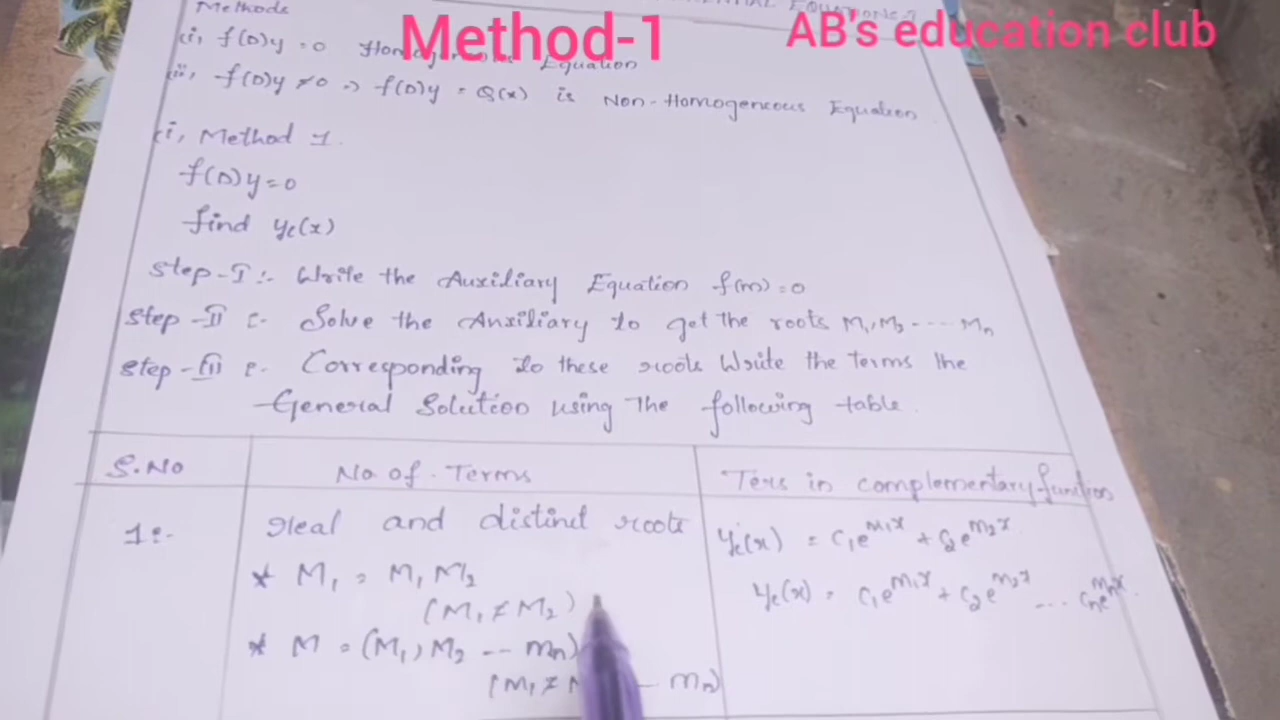 Method-1
AB's education club
Methods
(i, f(D)y = 0 Equation
(ii, f(D)y ≠ 0 => f(D)y = Q(x) is Non-Homogeneous Equation
(i, Method 1.
f(D)y=0
find yc(x)
Step-I:- Write the Auxiliary Equation f(m)=0
Step-II :- Solve the Auxiliary to get the roots M1, M2 ---- Mn
Step-III :- Corresponding to these roots Write the terms the
General Solution using The following table.
S.No No of. Terms Ters in complementary function
1:- real and distinct roots yc(x) = C1e^m1x + C2e^m2x
* M1 = M1 M2
(M1 ≠ M2) yc(x) = C1e^m1x + C2e^m2x ... Cne^mnx.
* M = (M1, M2 -- mn)
(M1 ≠ mn)